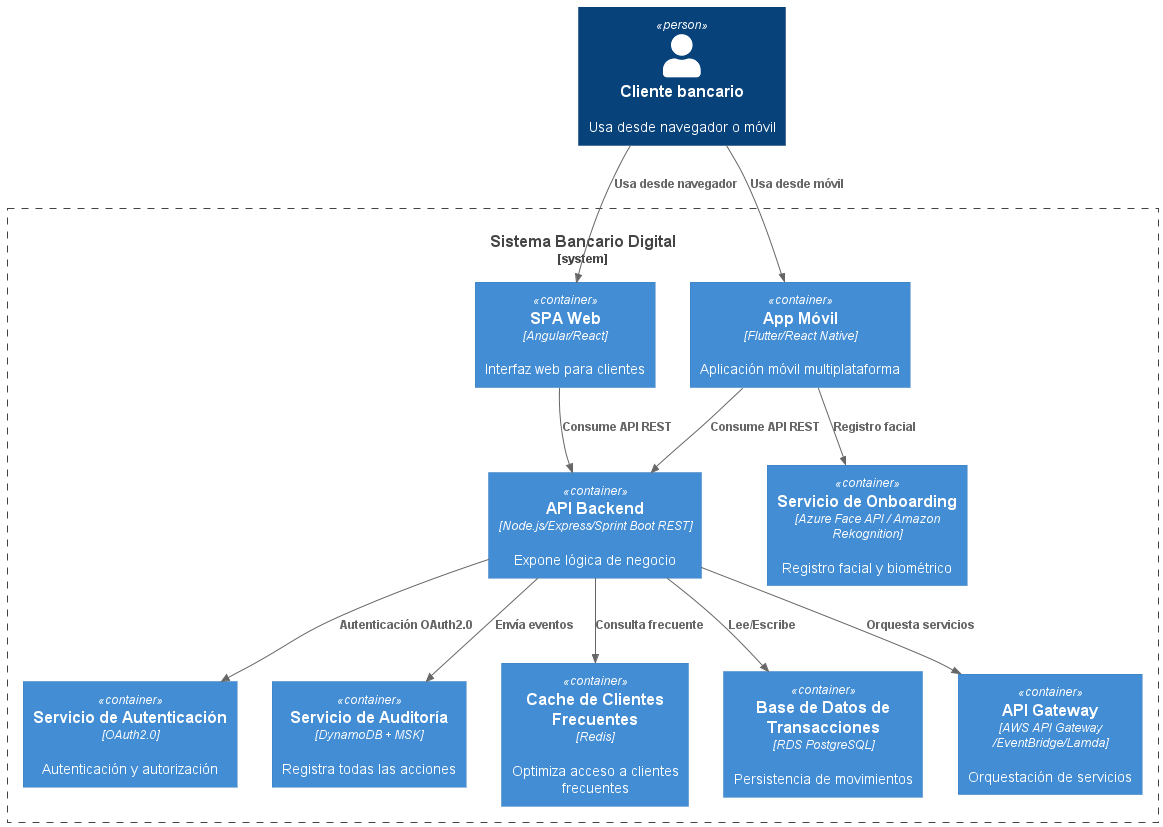 «person»
Cliente bancario
Usa desde navegador o móvil
Usa desde navegador
Usa desde móvil
Sistema Bancario Digital
[system]
«container»
SPA Web
[Angular/React]
Interfaz web para clientes
«container»
App Móvil
[Flutter/React Native]
Aplicación móvil multiplataforma
Consume API REST
Consume API REST
Registro facial
«container»
API Backend
[Node.js/Express/Sprint Boot REST]
Expone lógica de negocio
«container»
Servicio de Onboarding
[Azure Face API / Amazon
Rekognition]
Registro facial y biométrico
Autenticación OAuth2.0
Envía eventos
Consulta frecuente
Lee/Escribe
Orquesta servicios
«container»
Servicio de Autenticación
[OAuth2.0]
Autenticación y autorización
«container»
Servicio de Auditoría
[DynamoDB + MSK]
Registra todas las acciones
«container»
Cache de Clientes
Frecuentes
[Redis]
Optimiza acceso a clientes
frecuentes
«container»
Base de Datos de
Transacciones
[RDS PostgreSQL]
Persistencia de movimientos
«container»
API Gateway
[AWS API Gateway
/EventBridge/Lamda]
Orquestación de servicios